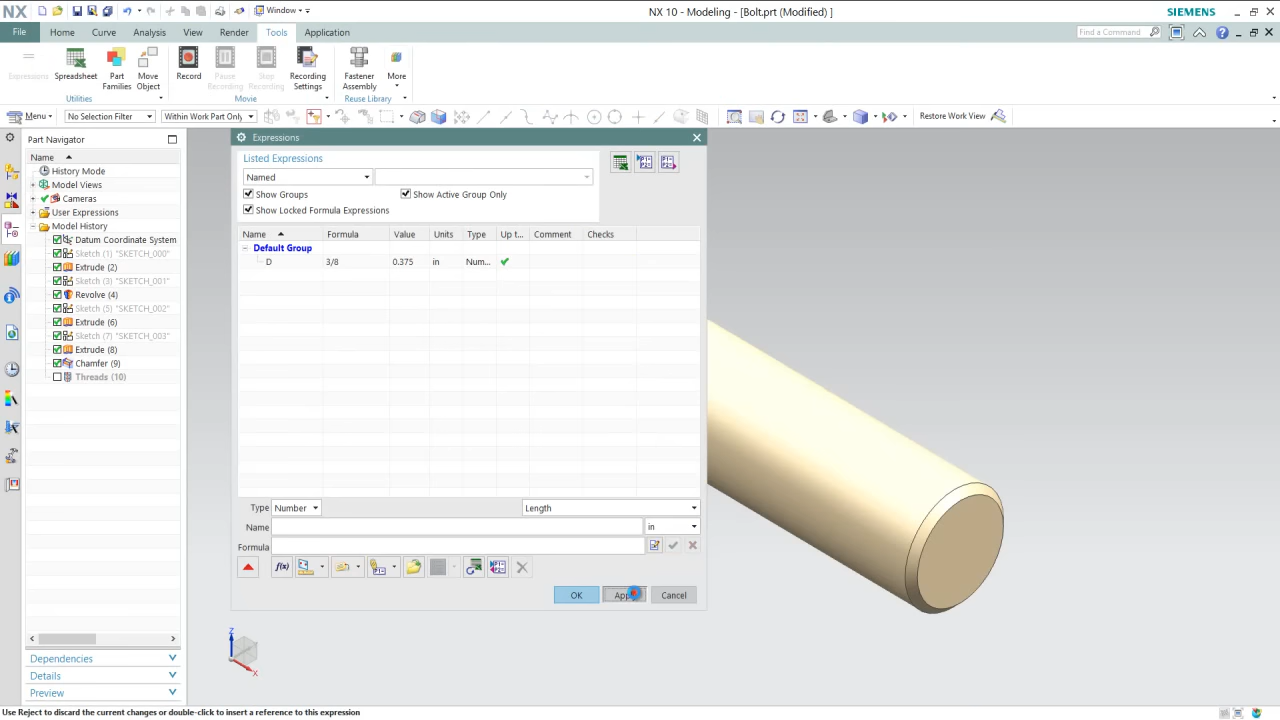 NX
Window
NX 10 - Modeling - [Bolt.prt (Modified) ]
SIEMENS
File Home Curve Analysis View Render Tools Application
Find a Command
Expressions Spreadsheet Part Families Move Object
Record Pause Recording Stop Recording Recording Settings
Fastener Assembly More
Utilities Movie Reuse Library
Menu No Selection Filter Within Work Part Only Restore Work View
Part Navigator
Name
History Mode
Model Views
Cameras
User Expressions
Model History
Datum Coordinate System
Sketch (1) "SKETCH_000"
Extrude (2)
Sketch (3) "SKETCH_001"
Revolve (4)
Sketch (5) "SKETCH_002"
Extrude (6)
Sketch (7) "SKETCH_003"
Extrude (8)
Chamfer (9)
Threads (10)
Dependencies
Details
Preview
Expressions
Listed Expressions
Named
Show Groups Show Active Group Only
Show Locked Formula Expressions
Name Formula Value Units Type Up t... Comment Checks
Default Group
D 3/8 0.375 in Num...
Type Number Length
Name in
Formula
f(x)
OK App Cancel
Z
X
Use Reject to discard the current changes or double-click to insert a reference to this expression